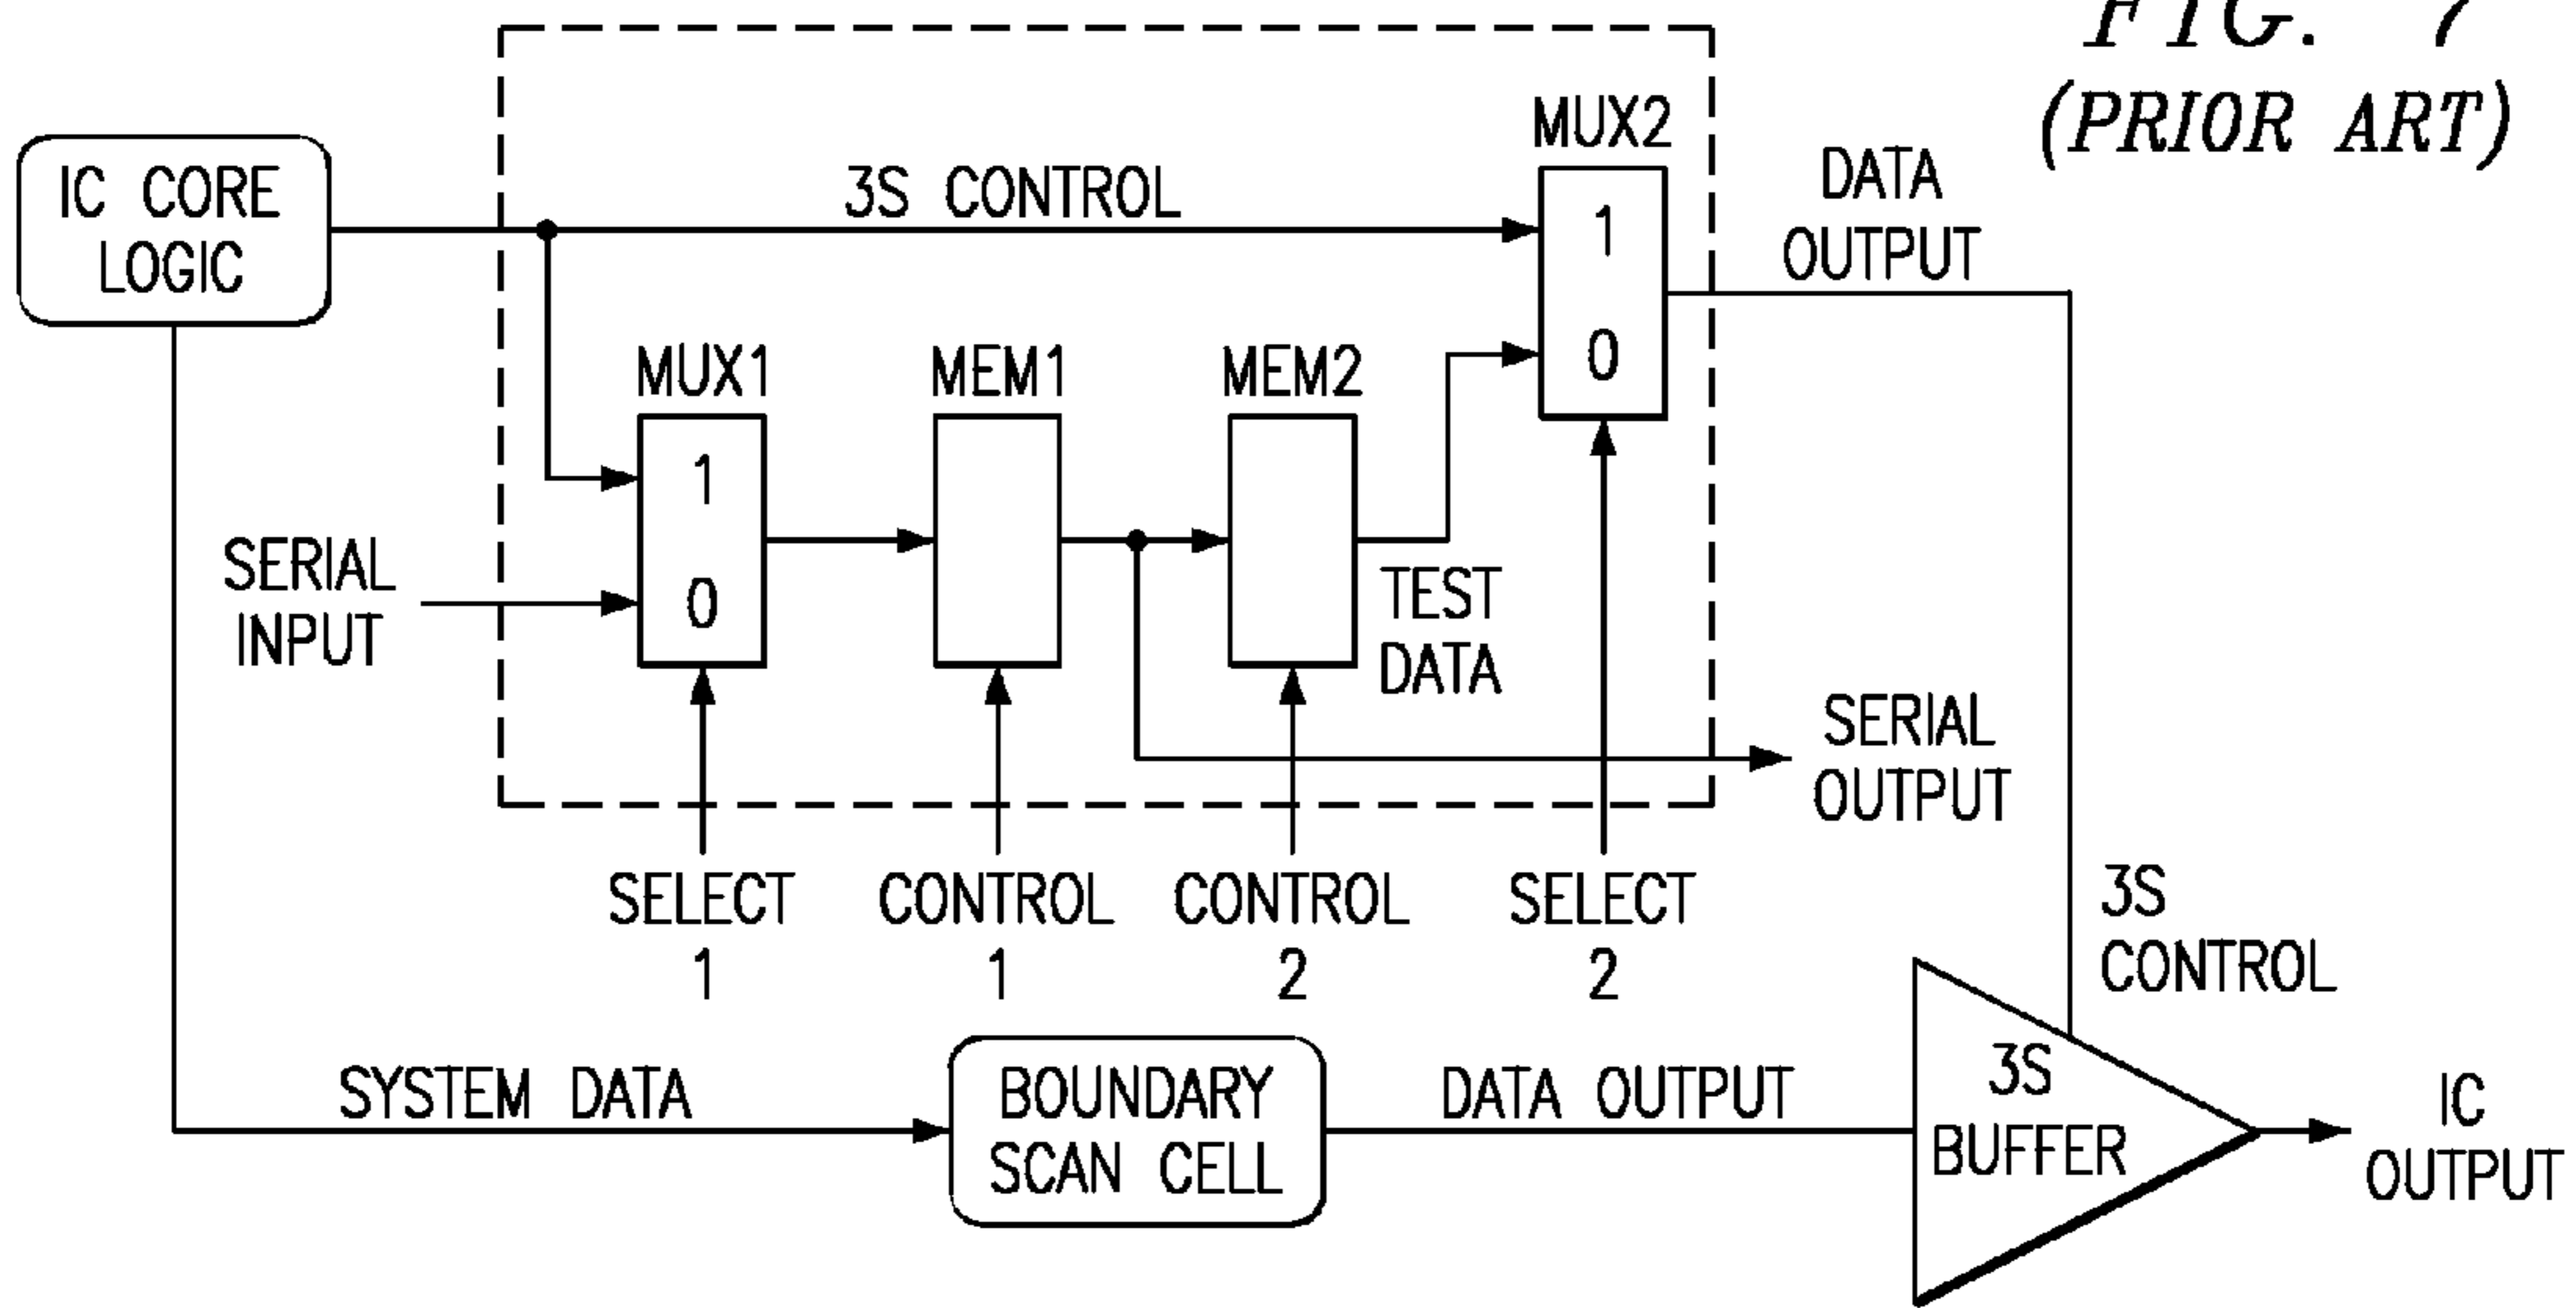 FIG. 7
(PRIOR ART)
IC CORE
LOGIC
3S CONTROL
MUX2
1
0
DATA
OUTPUT
MUX1
1
0
MEM1
MEM2
SERIAL
INPUT
TEST
DATA
SERIAL
OUTPUT
SELECT
1
CONTROL
1
CONTROL
2
SELECT
2
3S
CONTROL
SYSTEM DATA
BOUNDARY
SCAN CELL
DATA OUTPUT
3S
BUFFER
IC
OUTPUT